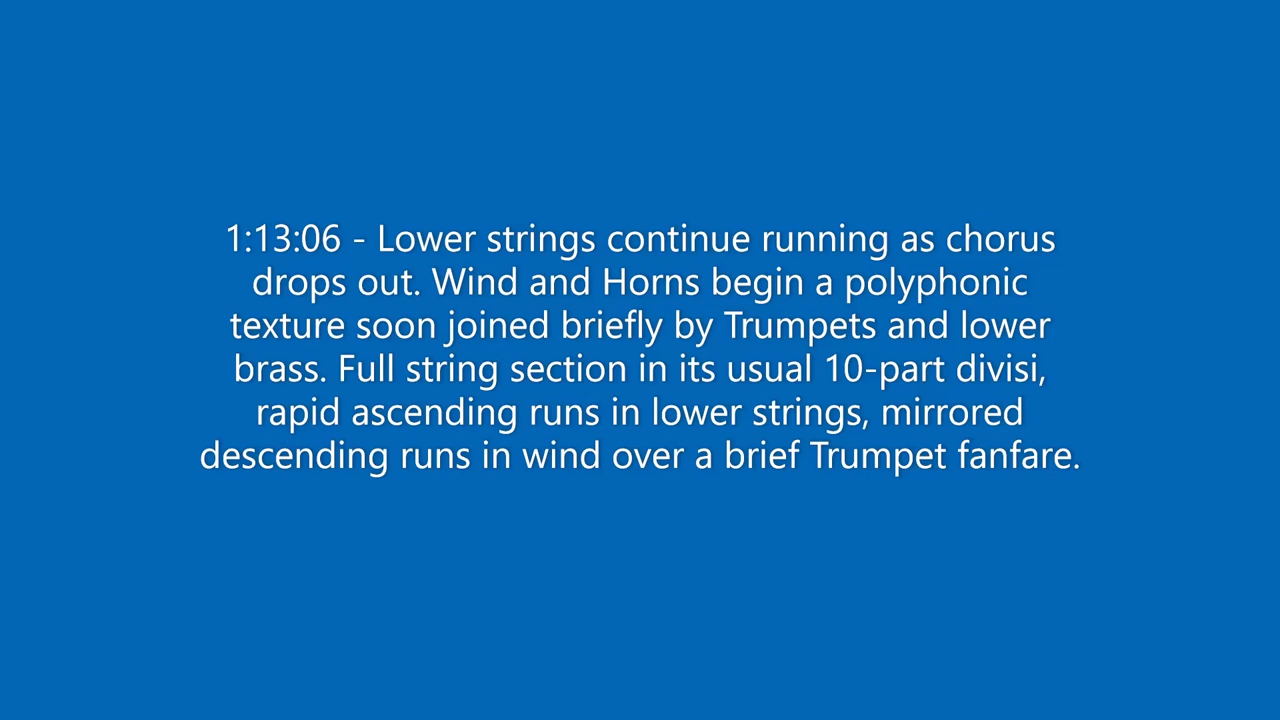 1:13:06 - Lower strings continue running as chorus
drops out. Wind and Horns begin a polyphonic
texture soon joined briefly by Trumpets and lower
brass. Full string section in its usual 10-part divisi,
rapid ascending runs in lower strings, mirrored
descending runs in wind over a brief Trumpet fanfare.